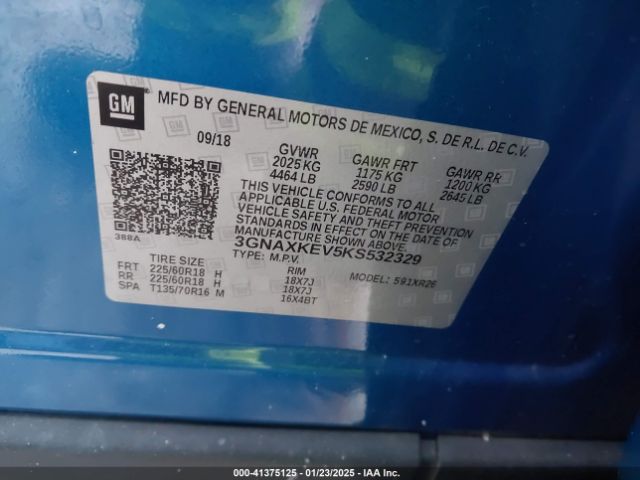 GM
MFD BY GENERAL MOTORS DE MEXICO, S. DE R.L. DE C.V.
09/18
GVWR GAWR FRT GAWR RR
2025 KG 1175 KG 1200 KG
4464 LB 2590 LB 2645 LB
THIS VEHICLE CONFORMS TO ALL
APPLICABLE U.S. FEDERAL MOTOR
VEHICLE SAFETY AND THEFT PREVENTION
STANDARDS IN EFFECT ON THE DATE OF
MANUFACTURE SHOWN ABOVE.
388A
3GNAXKEV5KS532329
TYPE: M.P.V. MODEL: 591XR26
TIRE SIZE RIM
FRT 225/60R18 H 18X7J
RR 225/60R18 H 18X7J
SPA T135/70R16 M 16X4BT
000-41375125 - 01/23/2025 - IAA Inc.